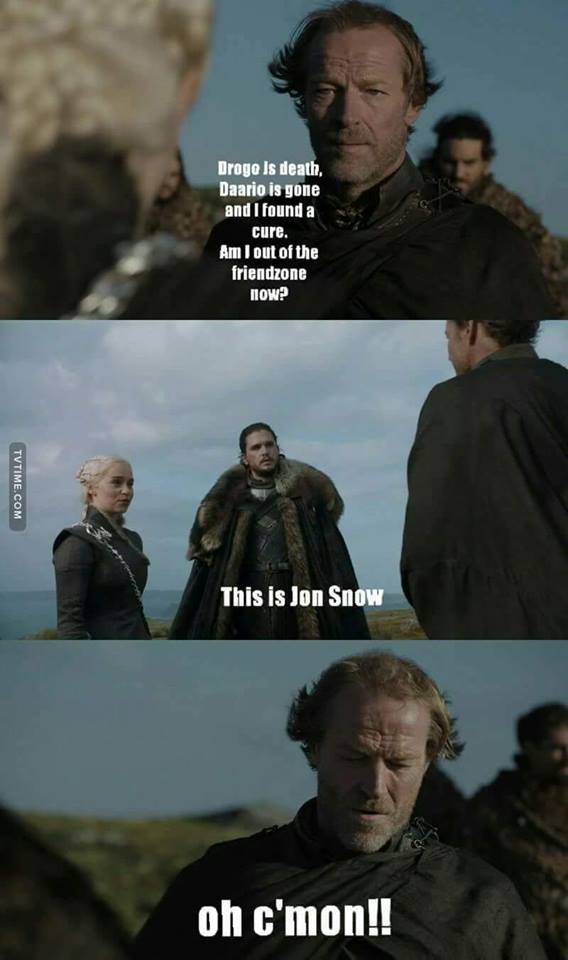 Drogo Is death,
Daario is gone
and I found a
cure.
Am I out of the
friendzone
now?
TVTIME.COM
This is Jon Snow
oh c'mon!!